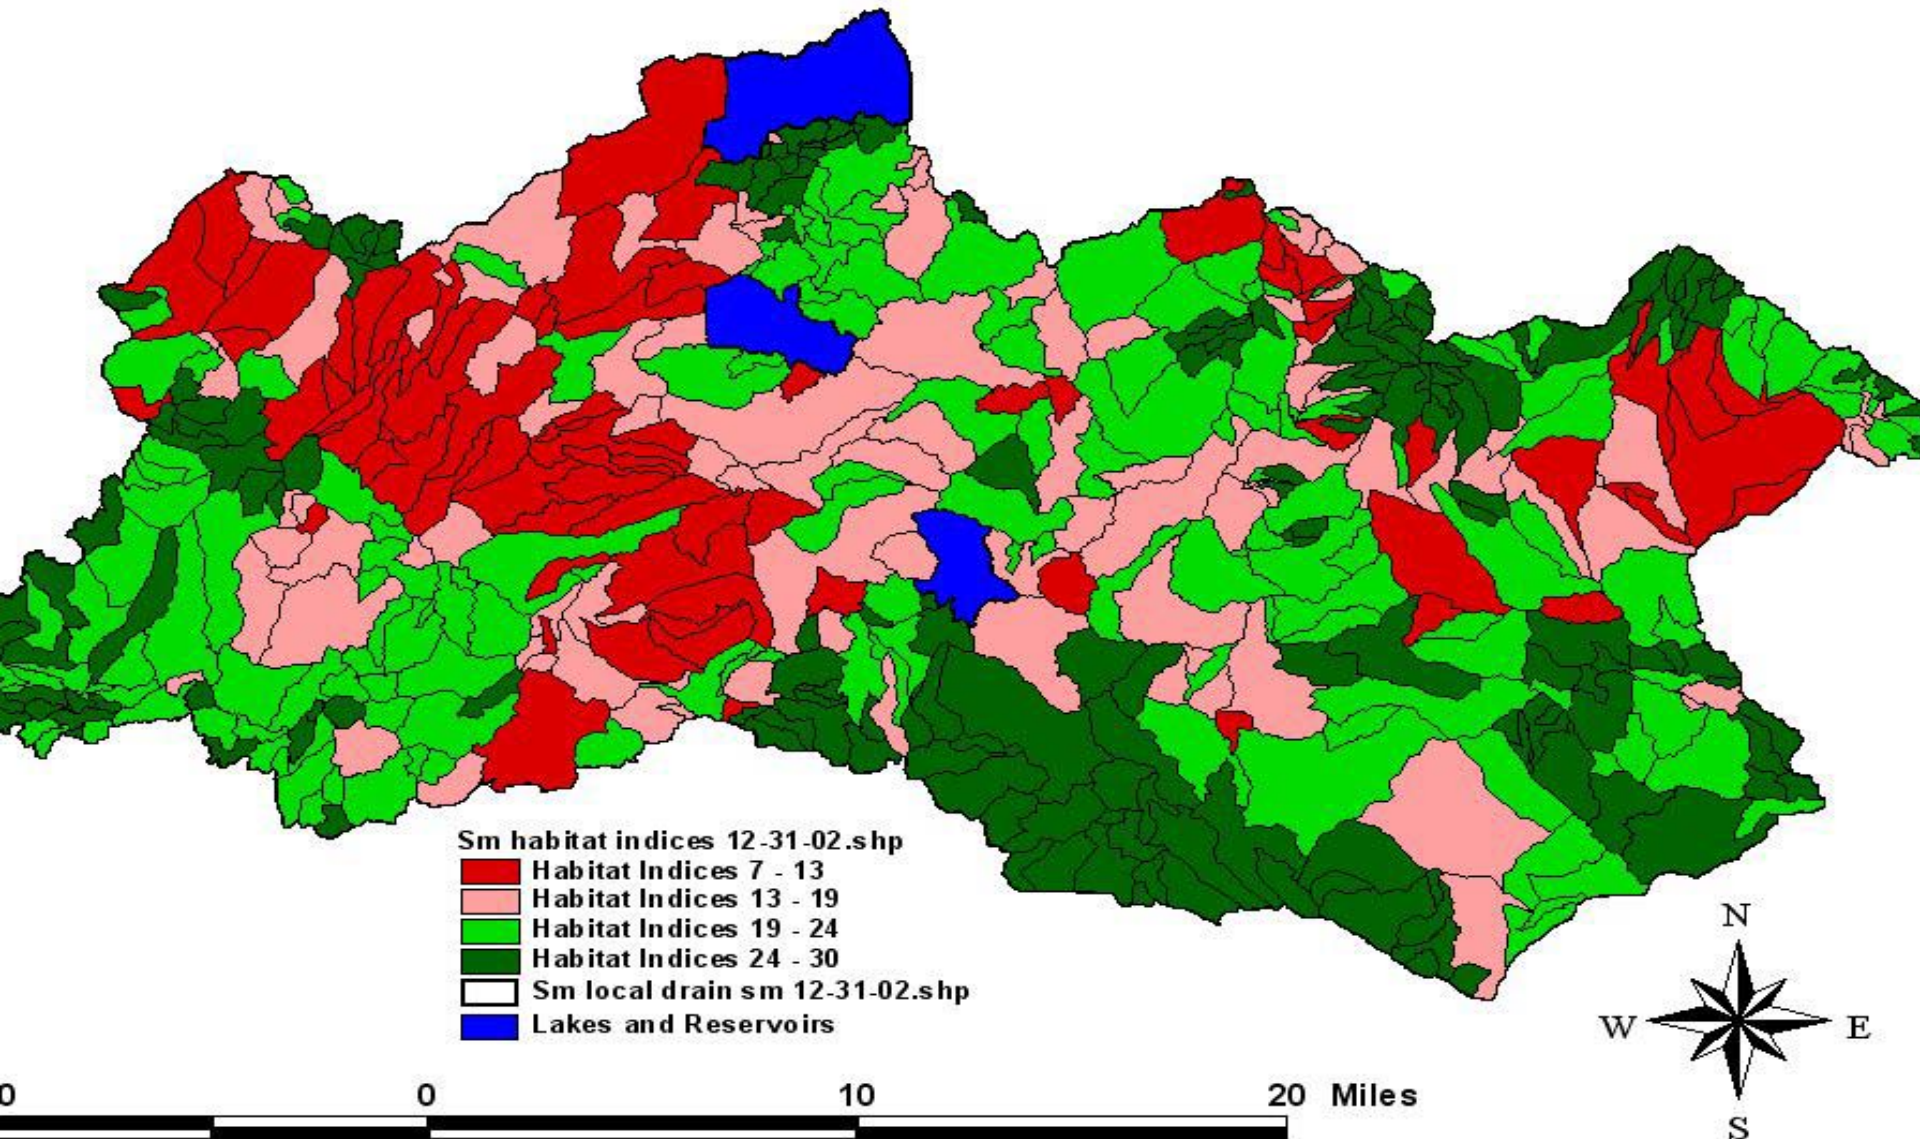 Sm habitat indices 12-31-02.shp
Habitat Indices 7 - 13
Habitat Indices 13 - 19
Habitat Indices 19 - 24
Habitat Indices 24 - 30
Sm local drain sm 12-31-02.shp
Lakes and Reservoirs
N
W E
S
0 0 10 20 Miles